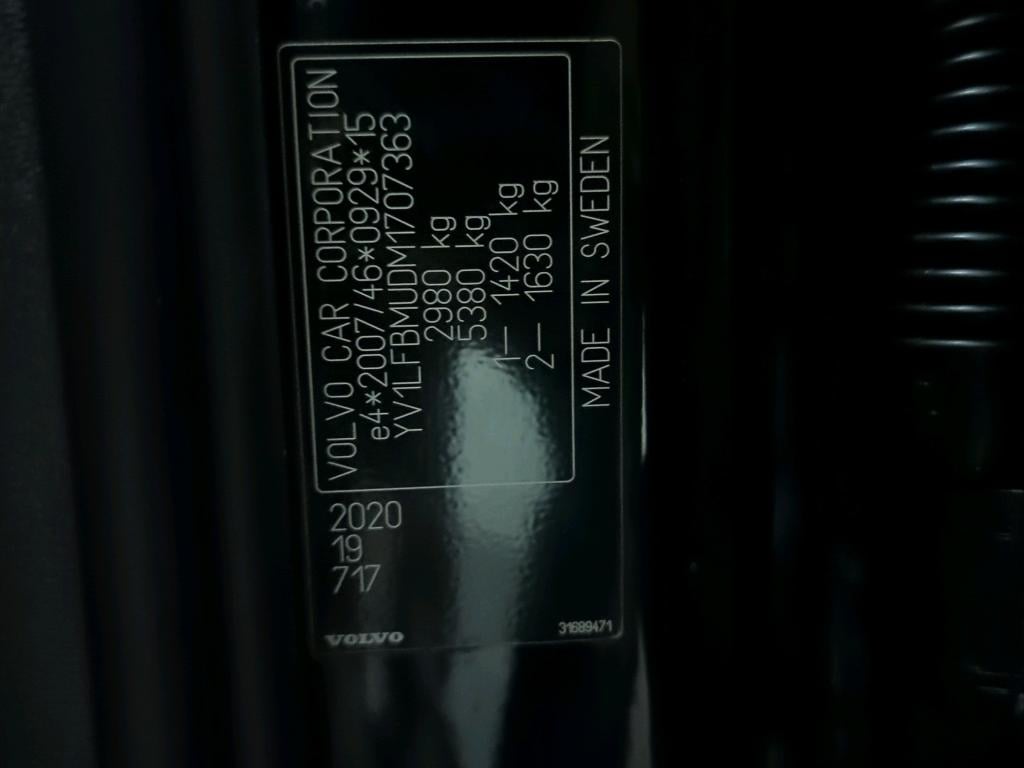 VOLVO CAR CORPORATION
e4*2007/46*0929*15
YV1LFBMUDM1707363
2980 kg
5380 kg
1— 1420 kg
2— 1630 kg
MADE IN SWEDEN
2020
19
717
VOLVO
31689471